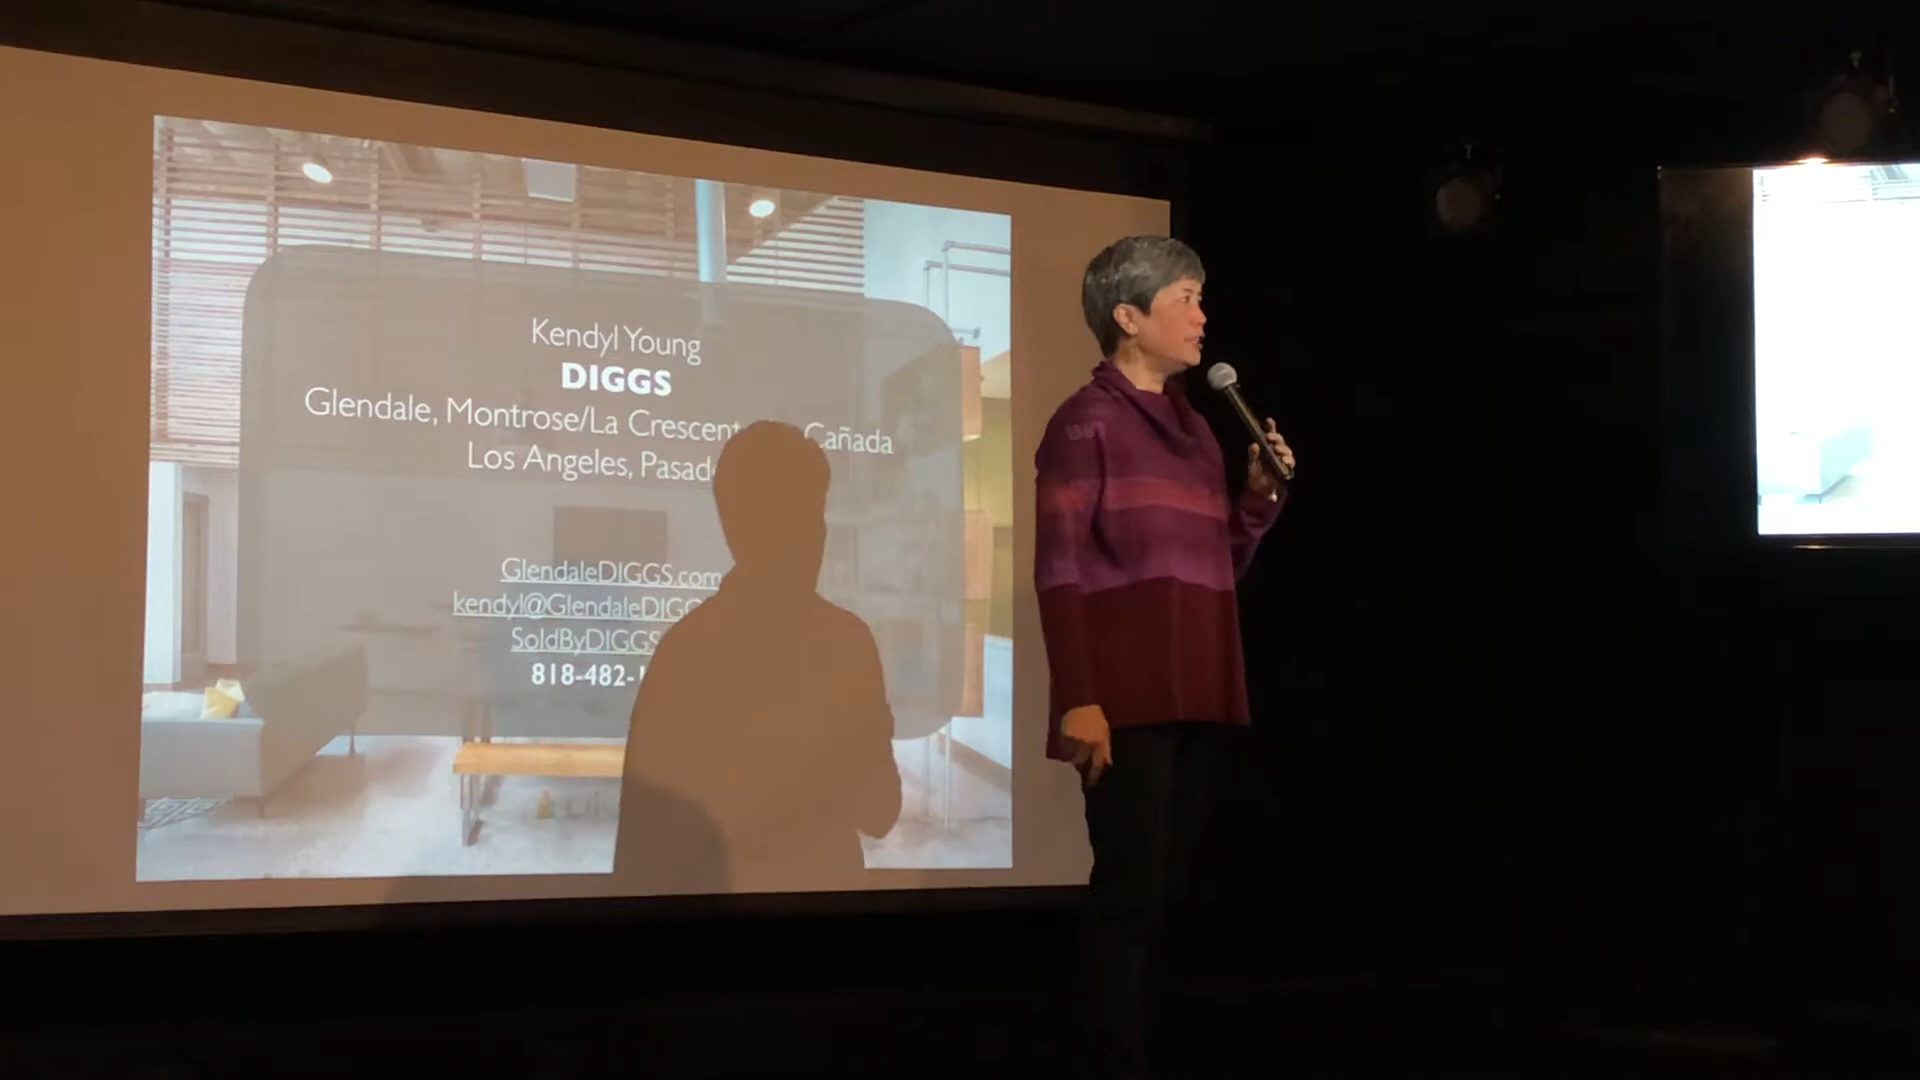 Kendyl Young
DIGGS
Glendale, Montrose/La Crescent Cañada
Los Angeles, Pasad
GlendaleDIGGS.com
kendyl@GlendaleDIGG
SoldByDIGGS
818-482-